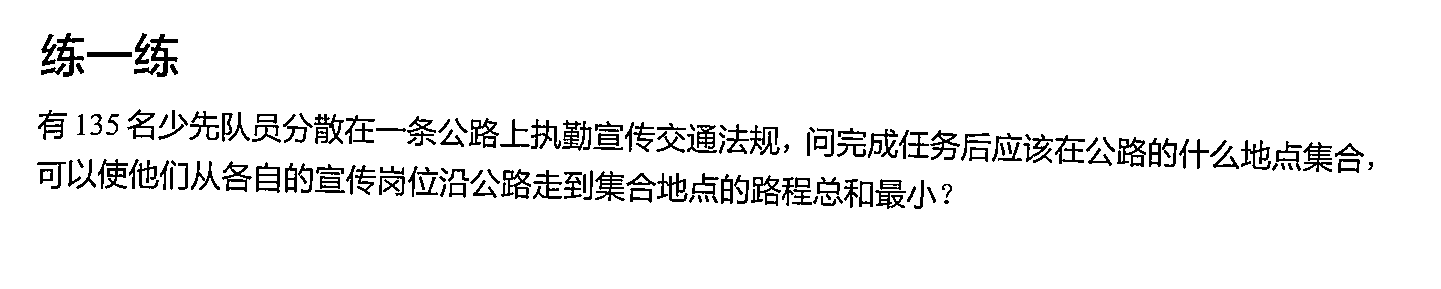 练一练
有 135 名少先队员分散在一条公路上执勤宣传交通法规，问完成任务后应该在公路的什么地点集合，
可以使他们从各自的宣传岗位沿公路走到集合地点的路程总和最小？